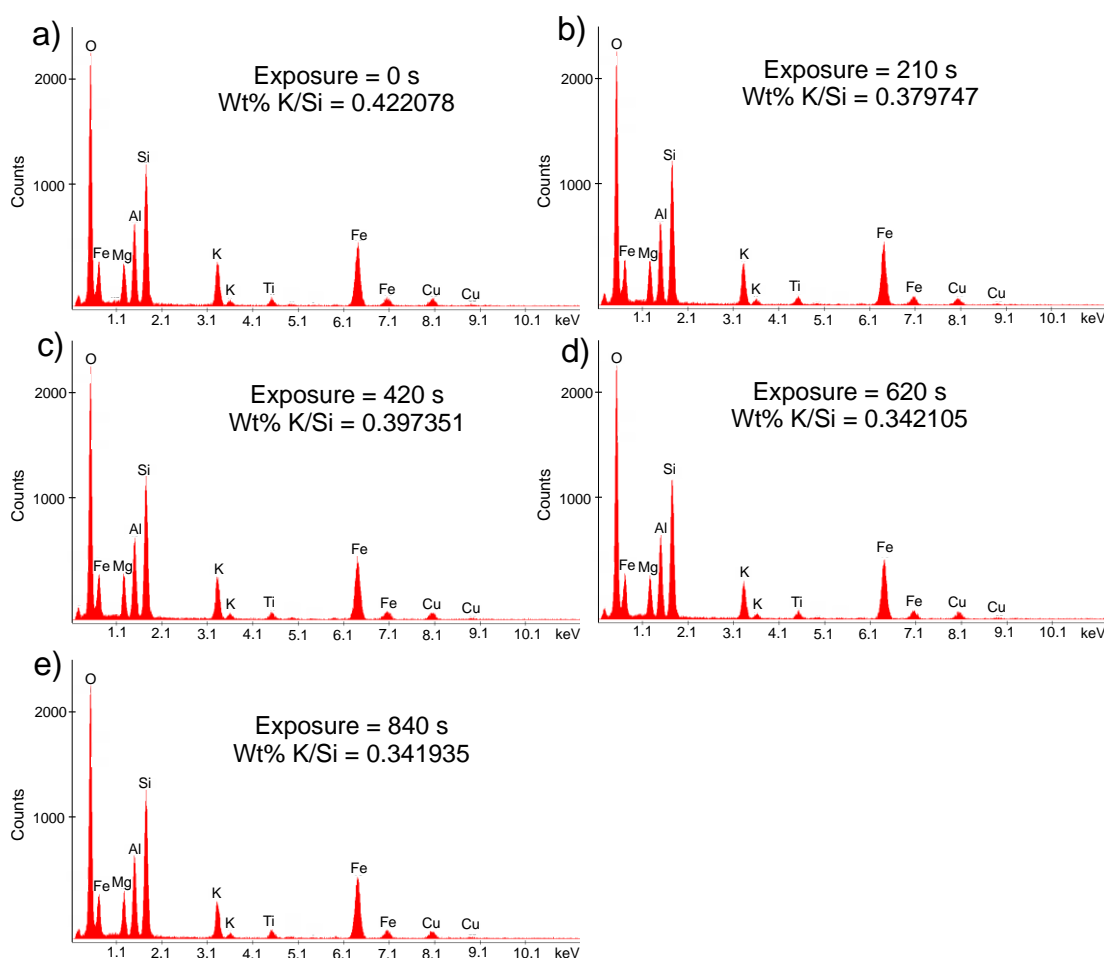 a)
O
Exposure = 0 s
Wt% K/Si = 0.422078
2000
Si
1000
Counts
Al
Fe Mg K Fe
K Ti Fe Cu Cu
1.1 2.1 3.1 4.1 5.1 6.1 7.1 8.1 9.1 10.1 keV
b)
O
Exposure = 210 s
Wt% K/Si = 0.379747
2000
Si
1000
Counts
Al
Fe Mg K Fe
K Ti Fe Cu Cu
1.1 2.1 3.1 4.1 5.1 6.1 7.1 8.1 9.1 10.1 keV
c)
O
Exposure = 420 s
Wt% K/Si = 0.397351
2000
Si
1000
Counts
Al
Fe Mg K Fe
K Ti Fe Cu Cu
1.1 2.1 3.1 4.1 5.1 6.1 7.1 8.1 9.1 10.1 keV
d)
O
Exposure = 620 s
Wt% K/Si = 0.342105
2000
Si
1000
Counts
Al
Fe Mg K Fe
K Ti Fe Cu Cu
1.1 2.1 3.1 4.1 5.1 6.1 7.1 8.1 9.1 10.1 keV
e)
O
Exposure = 840 s
Wt% K/Si = 0.341935
2000
Si
1000
Counts
Al
Fe Mg K Fe
K Ti Fe Cu Cu
1.1 2.1 3.1 4.1 5.1 6.1 7.1 8.1 9.1 10.1 keV